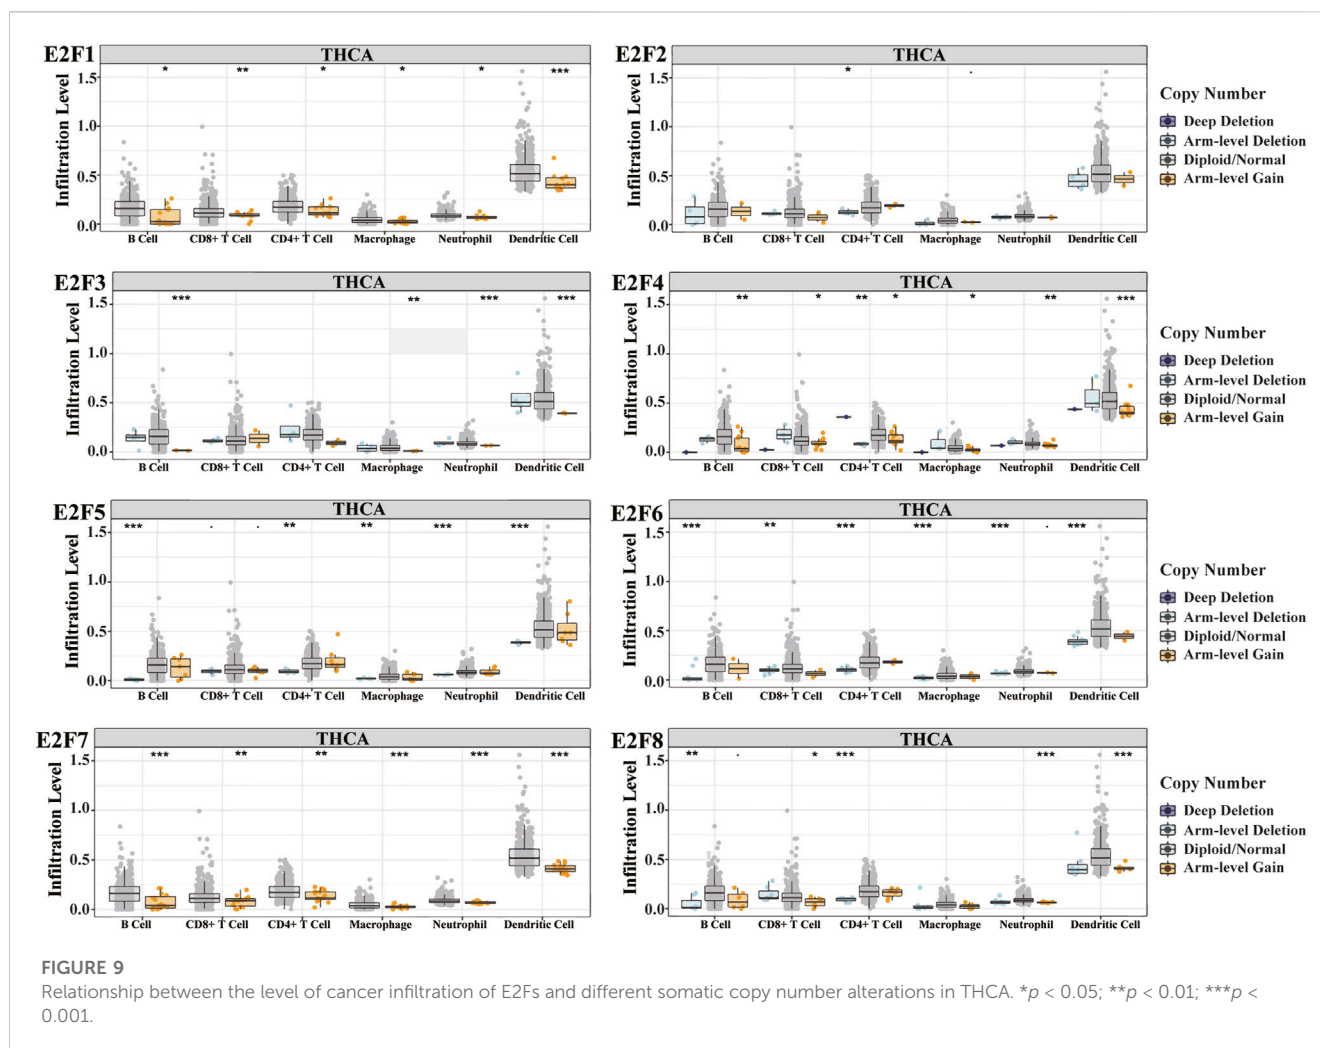 E2F1
THCA
* ** * * * ***
Infiltration Level
1.5
1.0
0.5
0.0
B Cell CD8+ T Cell CD4+ T Cell Macrophage Neutrophil Dendritic Cell
E2F2
THCA
* .
Infiltration Level
1.5
1.0
0.5
0.0
B Cell CD8+ T Cell CD4+ T Cell Macrophage Neutrophil Dendritic Cell
Copy Number
Deep Deletion
Arm-level Deletion
Diploid/Normal
Arm-level Gain
E2F3
THCA
*** ** *** ***
Infiltration Level
1.5
1.0
0.5
0.0
B Cell CD8+ T Cell CD4+ T Cell Macrophage Neutrophil Dendritic Cell
E2F4
THCA
** * ** * * ** ***
Infiltration Level
1.5
1.0
0.5
0.0
B Cell CD8+ T Cell CD4+ T Cell Macrophage Neutrophil Dendritic Cell
Copy Number
Deep Deletion
Arm-level Deletion
Diploid/Normal
Arm-level Gain
E2F5
THCA
*** . . ** ** *** ***
Infiltration Level
1.5
1.0
0.5
0.0
B Cell CD8+ T Cell CD4+ T Cell Macrophage Neutrophil Dendritic Cell
E2F6
THCA
*** ** *** *** *** . ***
Infiltration Level
1.5
1.0
0.5
0.0
B Cell CD8+ T Cell CD4+ T Cell Macrophage Neutrophil Dendritic Cell
Copy Number
Deep Deletion
Arm-level Deletion
Diploid/Normal
Arm-level Gain
E2F7
THCA
*** ** ** *** *** ***
Infiltration Level
1.5
1.0
0.5
0.0
B Cell CD8+ T Cell CD4+ T Cell Macrophage Neutrophil Dendritic Cell
E2F8
THCA
** . * *** *** ***
Infiltration Level
1.5
1.0
0.5
0.0
B Cell CD8+ T Cell CD4+ T Cell Macrophage Neutrophil Dendritic Cell
Copy Number
Deep Deletion
Arm-level Deletion
Diploid/Normal
Arm-level Gain
FIGURE 9
Relationship between the level of cancer infiltration of E2Fs and different somatic copy number alterations in THCA. *p < 0.05; **p < 0.01; ***p <
0.001.